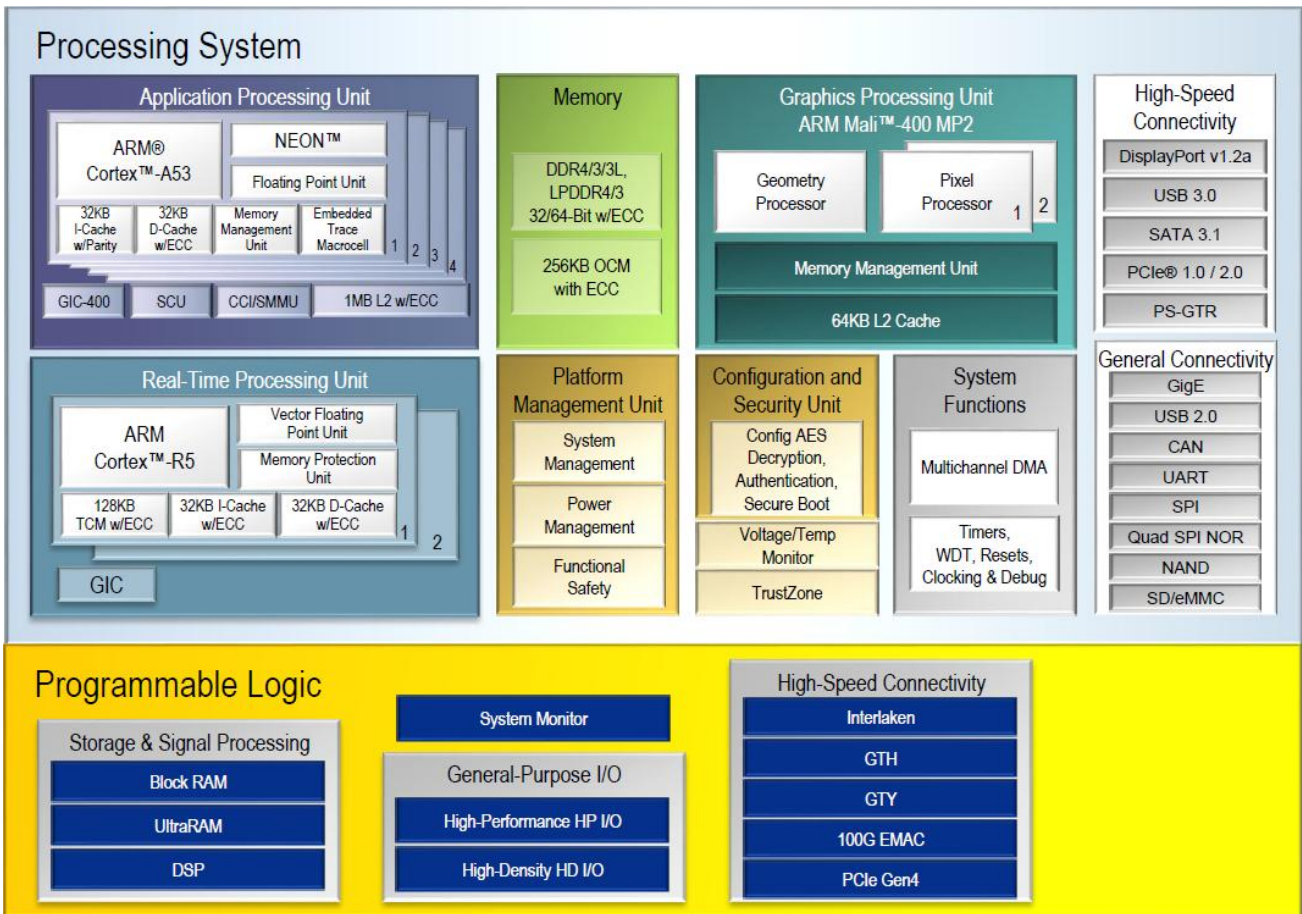 Processing System
Application Processing Unit
ARM®
Cortex™-A53
NEON™
Floating Point Unit
32KB
I-Cache
w/Parity
32KB
D-Cache
w/ECC
Memory
Management
Unit
Embedded
Trace
Macrocell
1
2
3
4
GIC-400
SCU
CCI/SMMU
1MB L2 w/ECC
Memory
DDR4/3/3L,
LPDDR4/3
32/64-Bit w/ECC
256KB OCM
with ECC
Graphics Processing Unit
ARM Mali™-400 MP2
Geometry
Processor
Pixel
Processor
1
2
Memory Management Unit
64KB L2 Cache
High-Speed
Connectivity
DisplayPort v1.2a
USB 3.0
SATA 3.1
PCIe® 1.0 / 2.0
PS-GTR
Real-Time Processing Unit
ARM
Cortex™-R5
Vector Floating
Point Unit
Memory Protection
Unit
128KB
TCM w/ECC
32KB I-Cache
w/ECC
32KB D-Cache
w/ECC
1
2
GIC
Platform
Management Unit
System
Management
Power
Management
Functional
Safety
Configuration and
Security Unit
Config AES
Decryption,
Authentication,
Secure Boot
Voltage/Temp
Monitor
TrustZone
System
Functions
Multichannel DMA
Timers,
WDT, Resets,
Clocking & Debug
General Connectivity
GigE
USB 2.0
CAN
UART
SPI
Quad SPI NOR
NAND
SD/eMMC
Programmable Logic
Storage & Signal Processing
Block RAM
UltraRAM
DSP
System Monitor
General-Purpose I/O
High-Performance HP I/O
High-Density HD I/O
High-Speed Connectivity
Interlaken
GTH
GTY
100G EMAC
PCIe Gen4